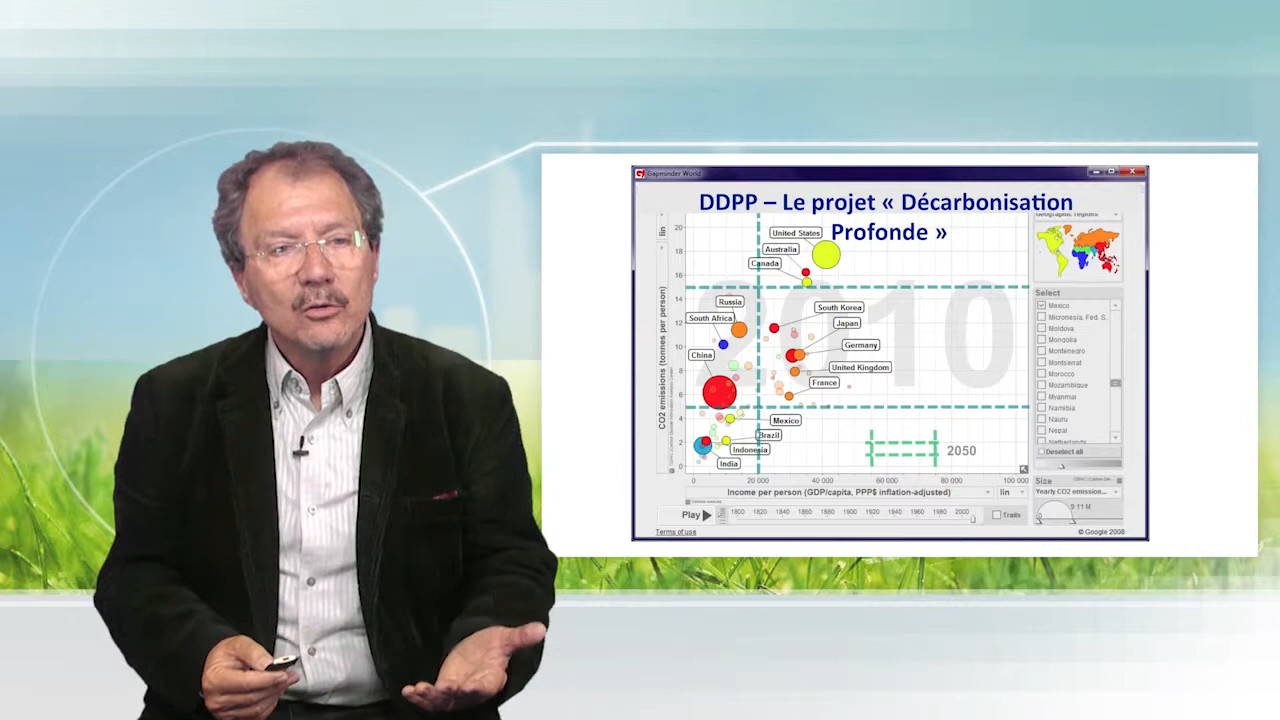 Gapminder World
DDPP – Le projet « Décarbonisation
Profonde »
Geographic regions
lin
20
18
16
14
12
10
8
6
4
2
0
CO2 emissions (tonnes per person)
2010
United States
Australia
Canada
Russia
South Africa
China
South Korea
Japan
Germany
United Kingdom
France
Mexico
Brazil
Indonesia
India
2050
Select
Mexico
Micronesia, Fed. S.
Moldova
Mongolia
Montenegro
Montserrat
Morocco
Mozambique
Myanmar
Namibia
Nauru
Nepal
Netherlands
Deselect all
0 20 000 40 000 60 000 80 000 100 000
Income per person (GDP/capita, PPP$ inflation-adjusted)
lin
Size
Yearly CO2 emission...
9.11 M
Play
1800 1820 1840 1860 1880 1900 1920 1940 1960 1980 2000
Trails
Terms of use
© Google 2008